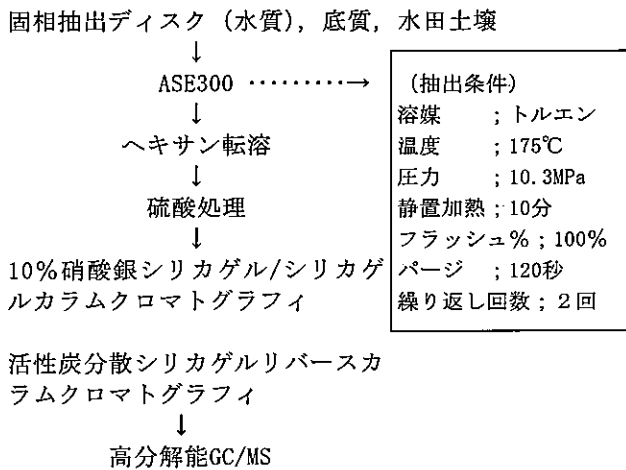 固相抽出ディスク（水質），底質，水田土壌
↓
ASE300 ·········→
↓
ヘキサン転溶
↓
硫酸処理
↓
10％硝酸銀シリカゲル/シリカゲ
ルカラムクロマトグラフィ
活性炭分散シリカゲルリバースカ
ラムクロマトグラフィ
↓
高分解能GC/MS
（抽出条件）
溶媒　　；トルエン
温度　　；175℃
圧力　　；10.3MPa
静置加熱；10分
フラッシュ%；100%
パージ　；120秒
繰り返し回数；2回